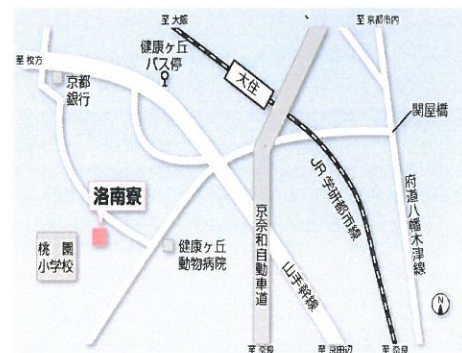 至大阪
至京都市内
健康ヶ丘
バス停
至枚方
京都
銀行
大住
関屋橋
洛南寮
桃園
小学校
健康ヶ丘
動物病院
京奈和自動車道
JR学研都市線
山手幹線
府道八幡木津線
N
至奈良
至京田辺
至奈良